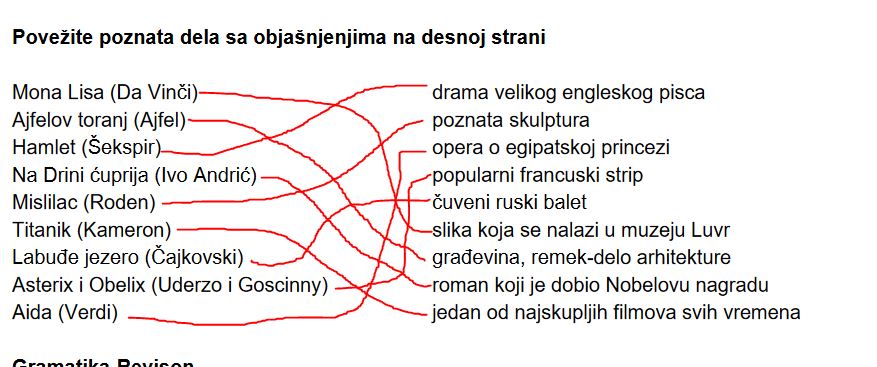 Povežite poznata dela sa objašnjenjima na desnoj strani
Mona Lisa (Da Vinči) drama velikog engleskog pisca
Ajfelov toranj (Ajfel) poznata skulptura
Hamlet (Šekspir) opera o egipatskoj princezi
Na Drini ćuprija (Ivo Andrić) popularni francuski strip
Mislilac (Roden) čuveni ruski balet
Titanik (Kameron) slika koja se nalazi u muzeju Luvr
Labuđe jezero (Čajkovski) građevina, remek-delo arhitekture
Asterix i Obelix (Uderzo i Goscinny) roman koji je dobio Nobelovu nagradu
Aida (Verdi) jedan od najskupljih filmova svih vremena
Gramatika Revison